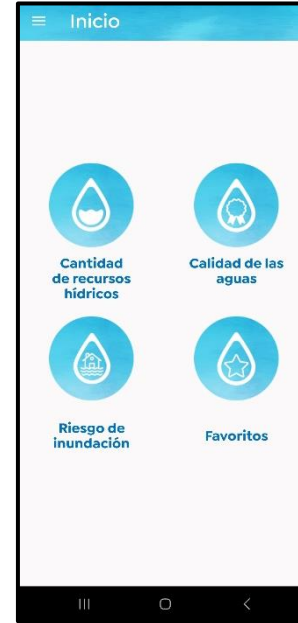 Inicio
Cantidad
de recursos
hídricos
Calidad de las
aguas
Riesgo de
inundación
Favoritos